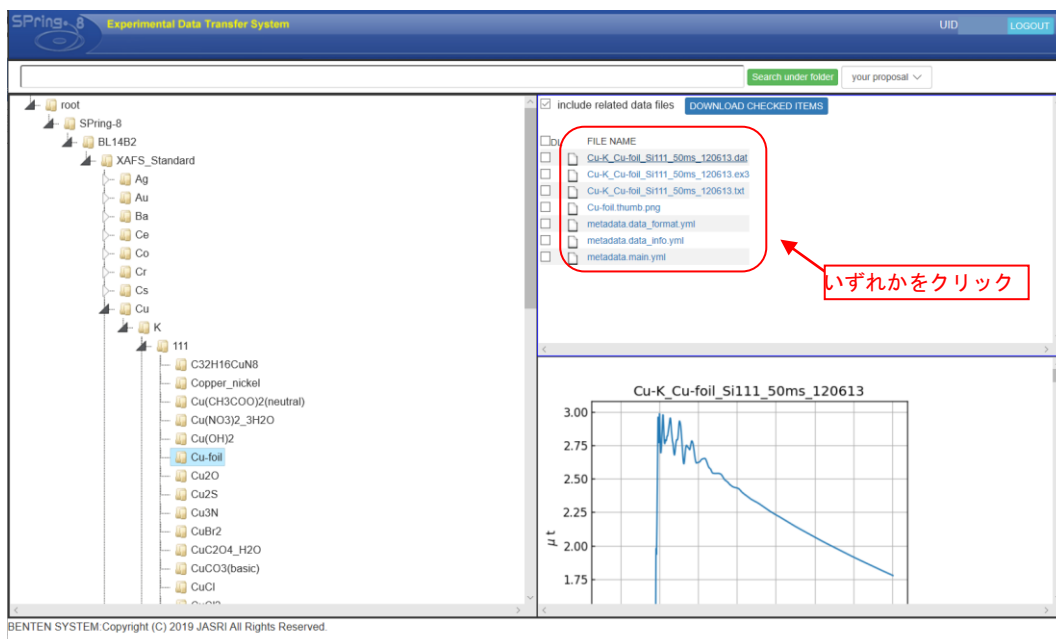 SPring-8
Experimental Data Transfer System
UID
LOGOUT
Search under folder
your proposal
root
SPring-8
BL14B2
XAFS_Standard
Ag
Au
Ba
Ce
Co
Cr
Cs
Cu
K
111
C32H16CuN8
Copper_nickel
Cu(CH3COO)2(neutral)
Cu(NO3)2_3H2O
Cu(OH)2
Cu-foil
Cu2O
Cu2S
Cu3N
CuBr2
CuC2O4_H2O
CuCO3(basic)
CuCl
include related data files DOWNLOAD CHECKED ITEMS
FILE NAME
Cu-K_Cu-foil_Si111_50ms_120613.dat
Cu-K_Cu-foil_Si111_50ms_120613.ex3
Cu-K_Cu-foil_Si111_50ms_120613.txt
Cu-foil.thumb.png
metadata.data_format.yml
metadata.data_info.yml
metadata.main.yml
いずれかをクリック
Cu-K_Cu-foil_Si111_50ms_120613
3.00
2.75
2.50
2.25
2.00
1.75
μ t
BENTEN SYSTEM:Copyright (C) 2019 JASRI All Rights Reserved.